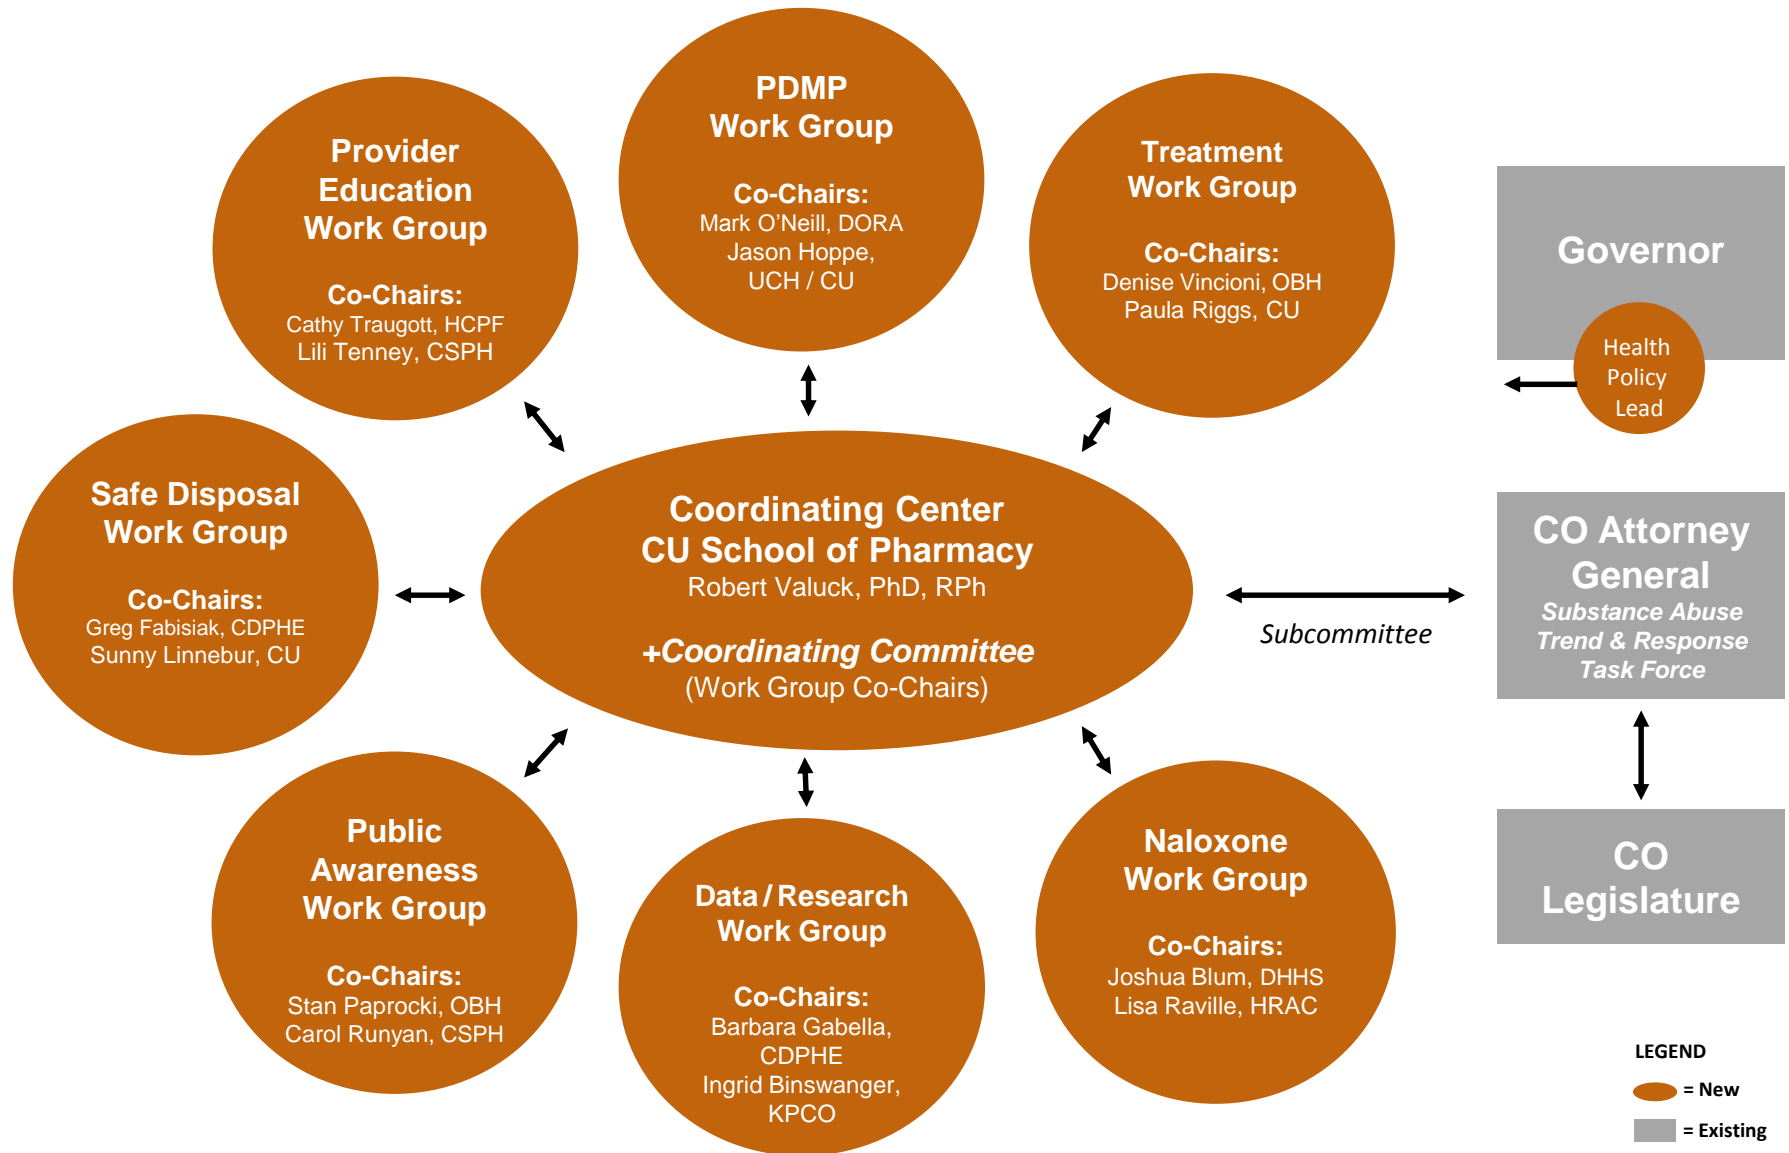 PDMP
Work Group
Co-Chairs:
Mark O’Neill, DORA
Jason Hoppe,
UCH / CU
Provider
Education
Work Group
Co-Chairs:
Cathy Traugott, HCPF
Lili Tenney, CSPH
Treatment
Work Group
Co-Chairs:
Denise Vincioni, OBH
Paula Riggs, CU
Governor
Health
Policy
Lead
Safe Disposal
Work Group
Co-Chairs:
Greg Fabisiak, CDPHE
Sunny Linnebur, CU
Coordinating Center
CU School of Pharmacy
Robert Valuck, PhD, RPh
+Coordinating Committee
(Work Group Co-Chairs)
Subcommittee
CO Attorney
General
Substance Abuse
Trend & Response
Task Force
Public
Awareness
Work Group
Co-Chairs:
Stan Paprocki, OBH
Carol Runyan, CSPH
Data / Research
Work Group
Co-Chairs:
Barbara Gabella,
CDPHE
Ingrid Binswanger,
KPCO
Naloxone
Work Group
Co-Chairs:
Joshua Blum, DHHS
Lisa Raville, HRAC
CO
Legislature
LEGEND
= New
= Existing